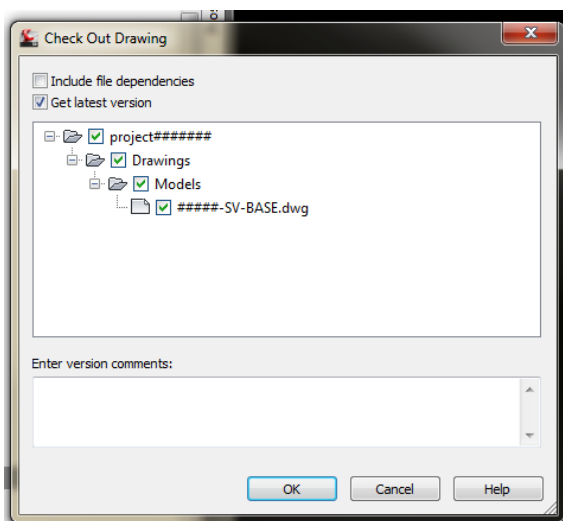 Check Out Drawing
Include file dependencies
Get latest version
project#######
Drawings
Models
#####-SV-BASE.dwg
Enter version comments:
OK Cancel Help